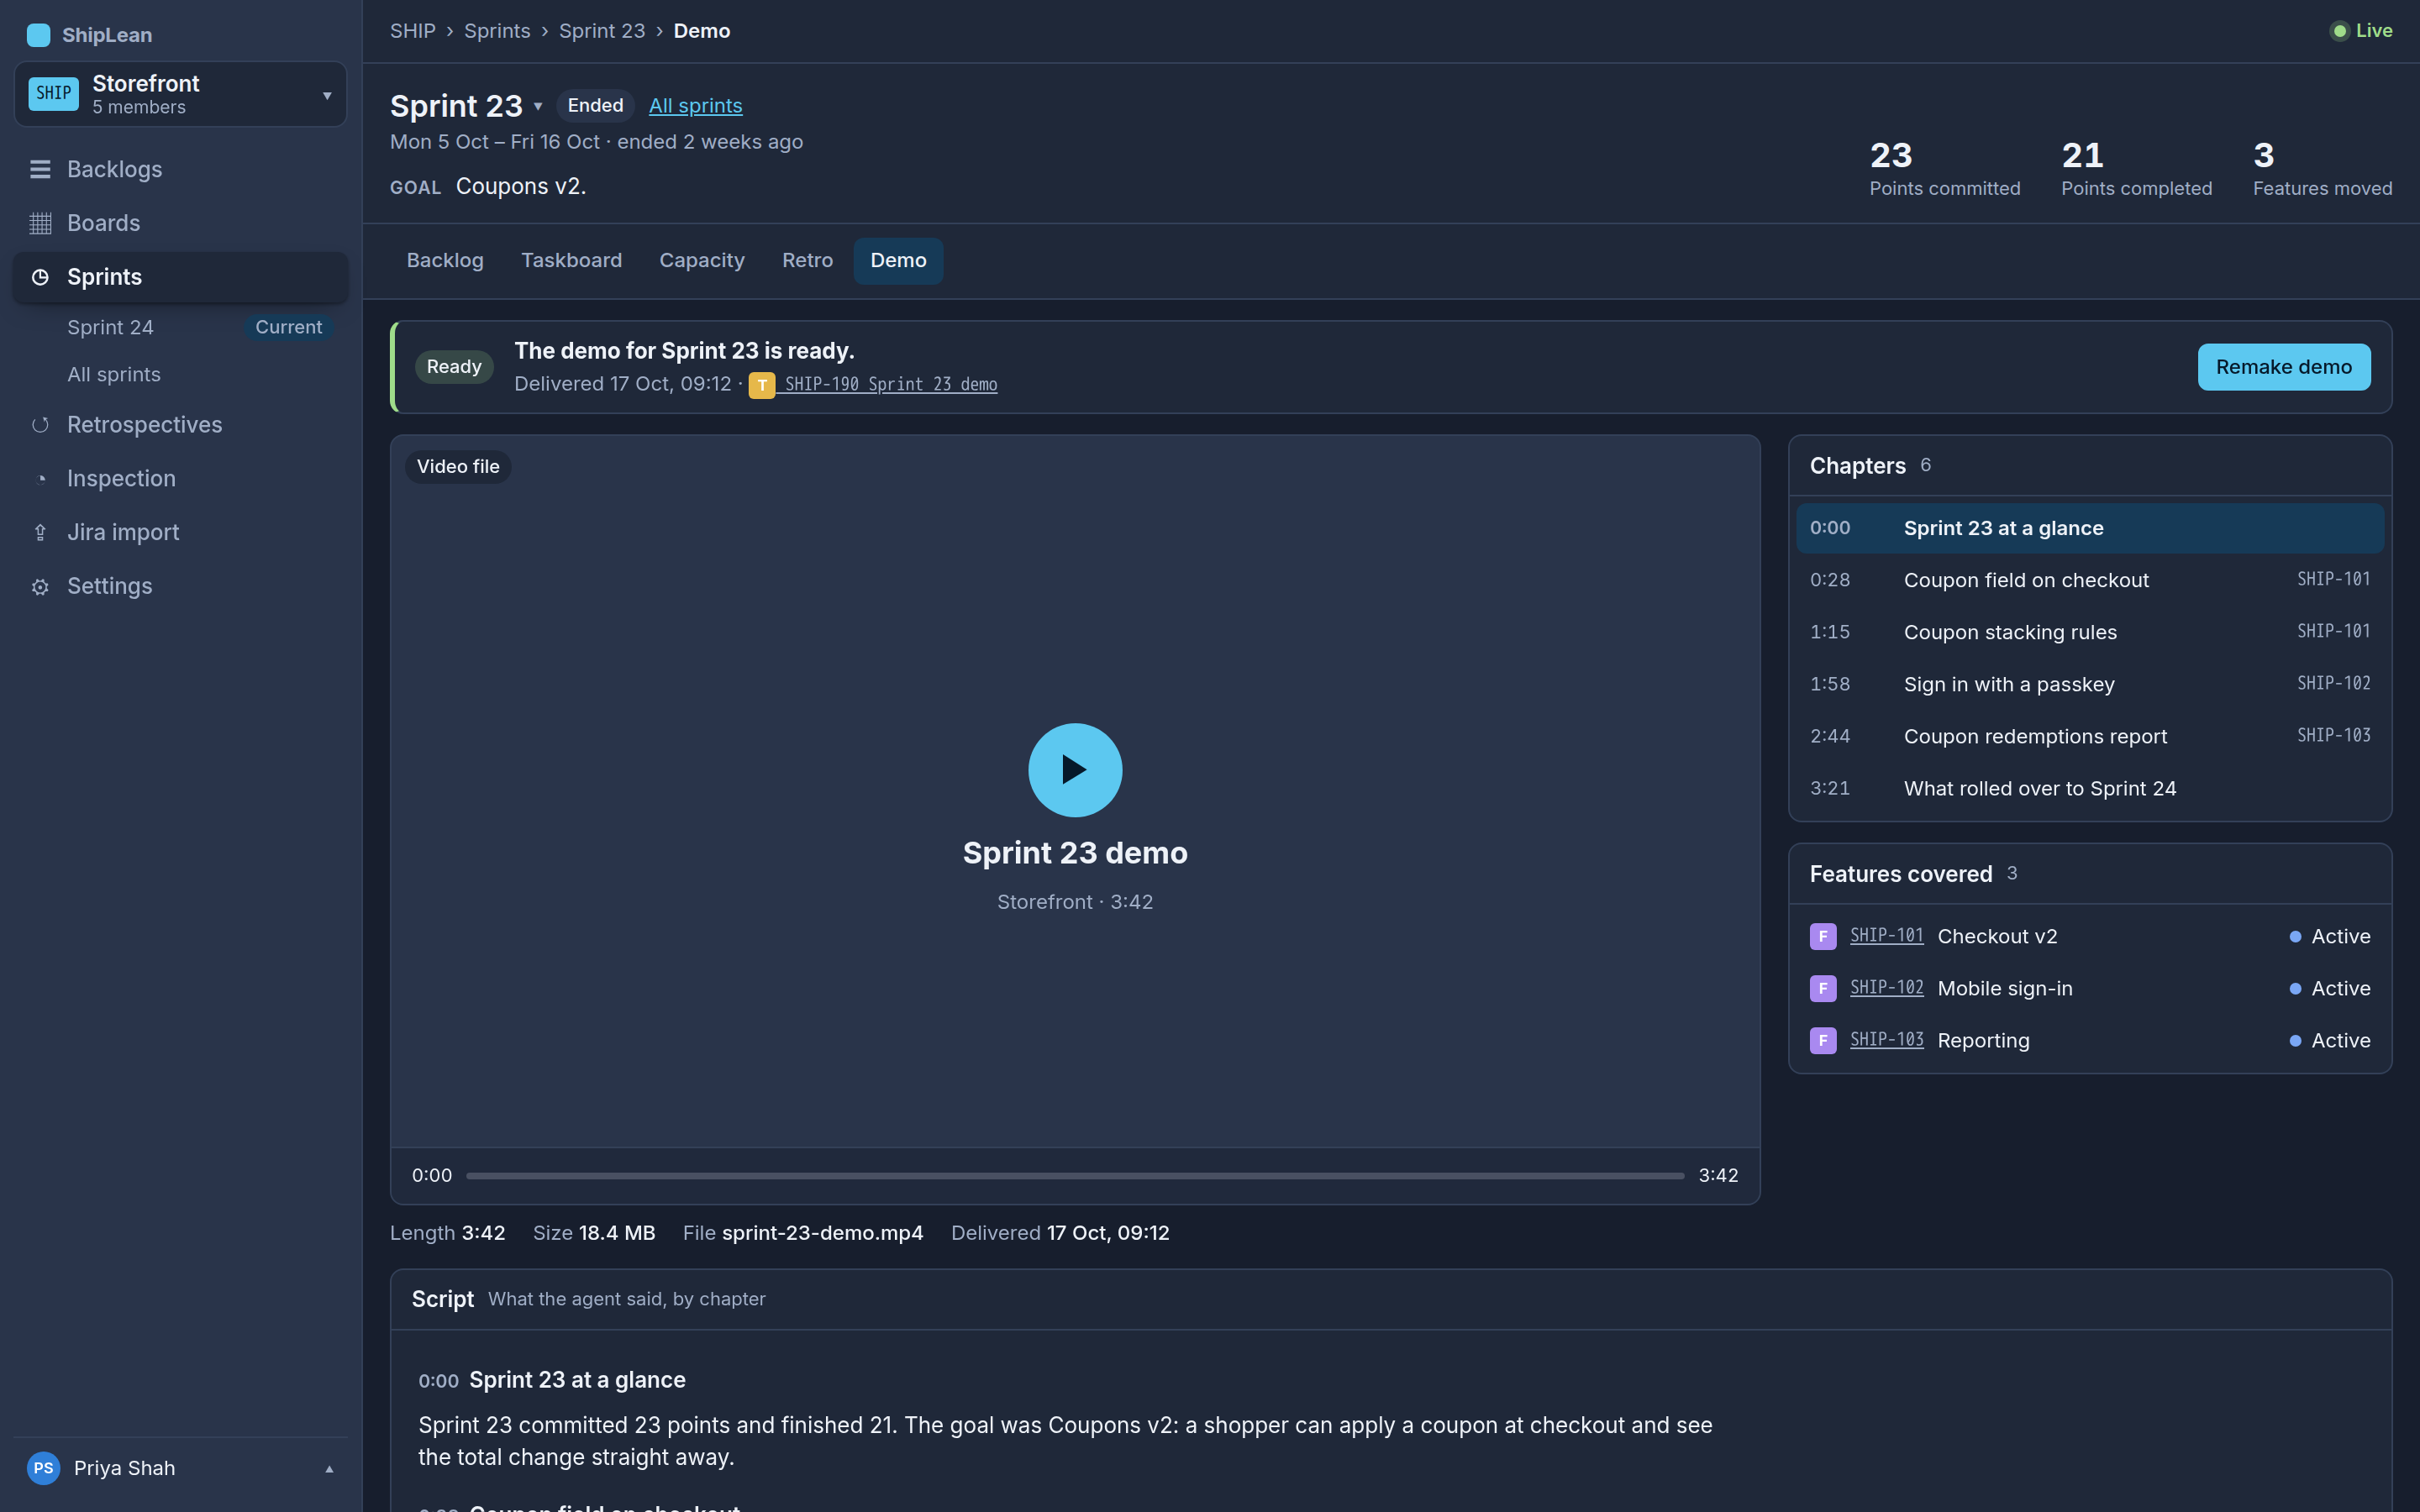 ShipLean
SHIP
Storefront
5 members
Backlogs
Boards
Sprints
Sprint 24
Current
All sprints
Retrospectives
Inspection
Jira import
Settings
PS
Priya Shah
SHIP › Sprints › Sprint 23 › Demo
Live
Sprint 23
Ended
All sprints
Mon 5 Oct – Fri 16 Oct · ended 2 weeks ago
GOAL Coupons v2.
23
Points committed
21
Points completed
3
Features moved
Backlog
Taskboard
Capacity
Retro
Demo
Ready
The demo for Sprint 23 is ready.
Delivered 17 Oct, 09:12 · T SHIP-190 Sprint 23 demo
Remake demo
Video file
Sprint 23 demo
Storefront · 3:42
0:00
3:42
Length 3:42 Size 18.4 MB File sprint-23-demo.mp4 Delivered 17 Oct, 09:12
Chapters 6
0:00 Sprint 23 at a glance
0:28 Coupon field on checkout SHIP-101
1:15 Coupon stacking rules SHIP-101
1:58 Sign in with a passkey SHIP-102
2:44 Coupon redemptions report SHIP-103
3:21 What rolled over to Sprint 24
Features covered 3
F SHIP-101 Checkout v2 Active
F SHIP-102 Mobile sign-in Active
F SHIP-103 Reporting Active
Script What the agent said, by chapter
0:00 Sprint 23 at a glance
Sprint 23 committed 23 points and finished 21. The goal was Coupons v2: a shopper can apply a coupon at checkout and see
the total change straight away.
0:28 Coupon field on checkout